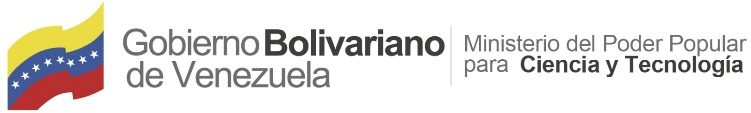 Gobierno Bolivariano
de Venezuela
Ministerio del Poder Popular
para Ciencia y Tecnología